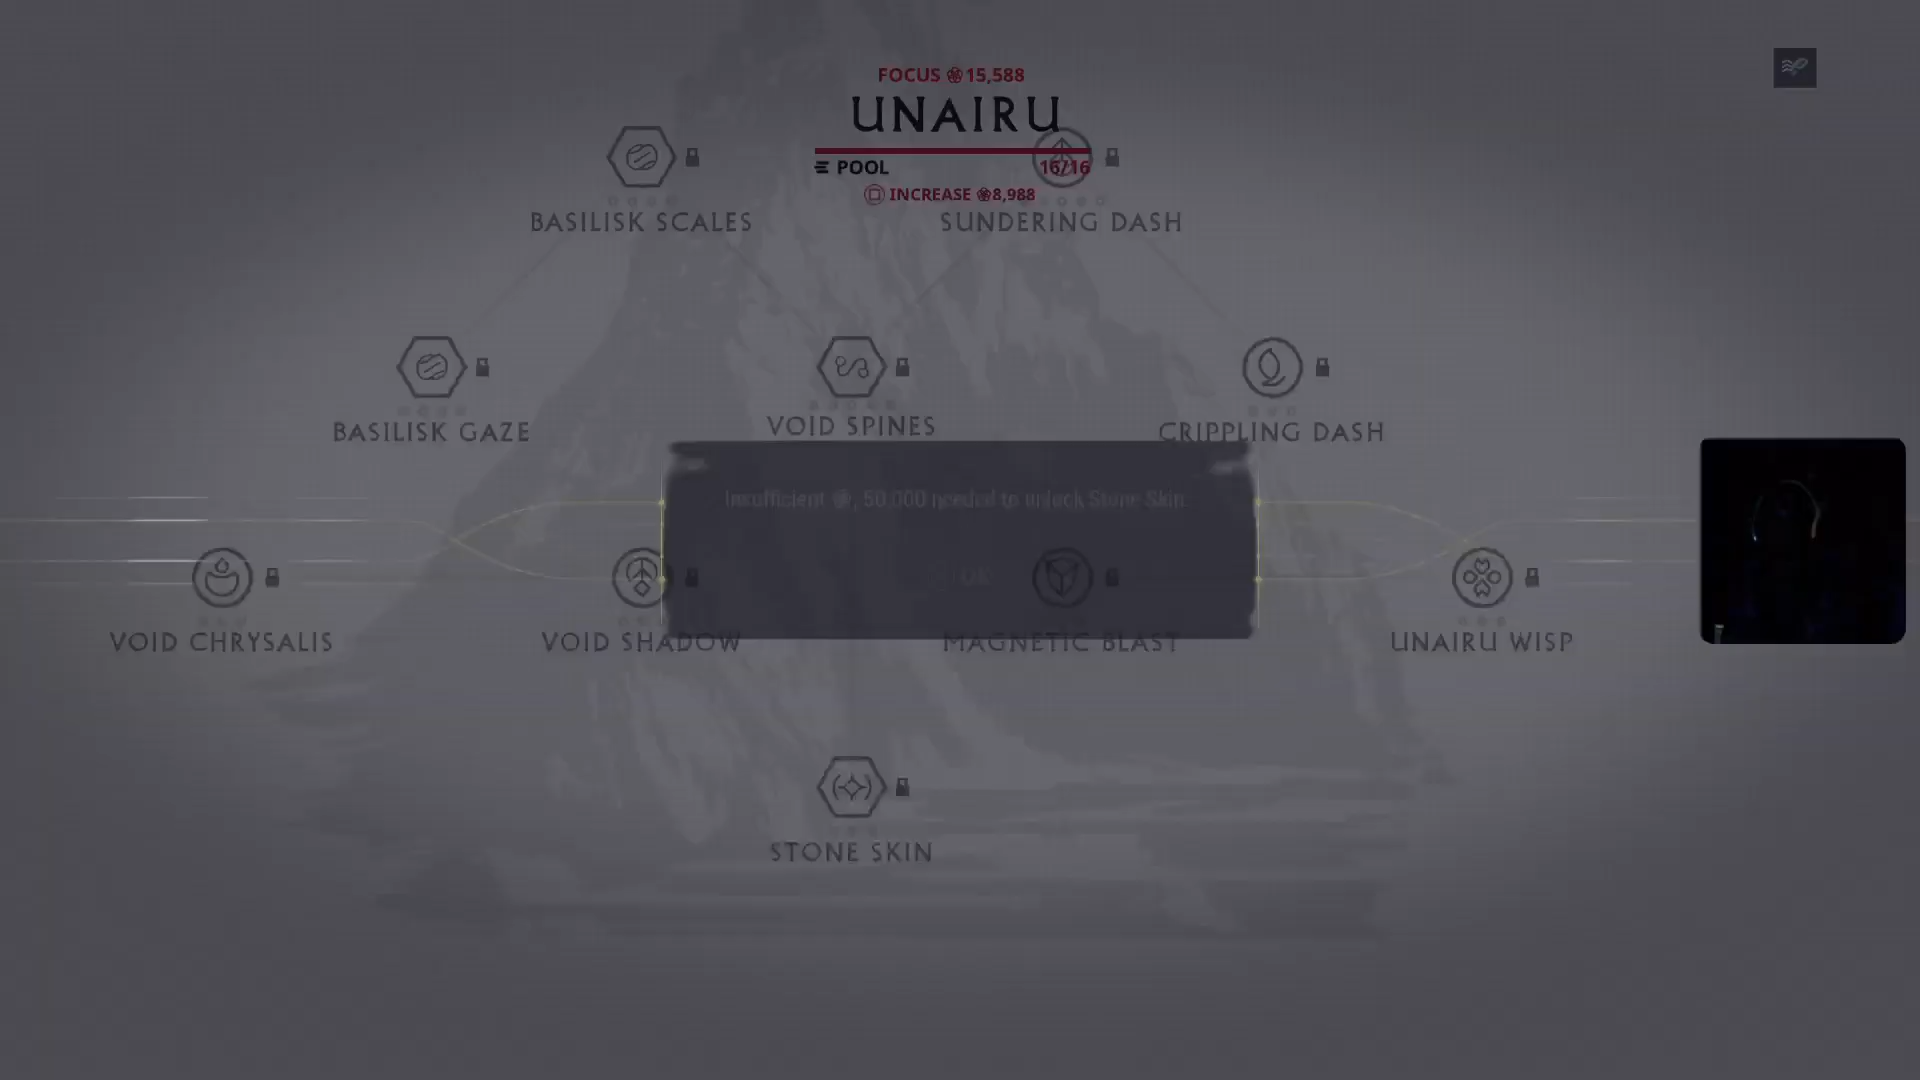 FOCUS 15,588
UNAIRU
POOL 16/16
INCREASE 8,988
BASILISK SCALES
SUNDERING DASH
BASILISK GAZE
VOID SPINES
CRIPPLING DASH
Insufficient , 50,000 needed to unlock Stone Skin.
OK
VOID CHRYSALIS
VOID SHADOW
MAGNETIC BLAST
UNAIRU WISP
STONE SKIN